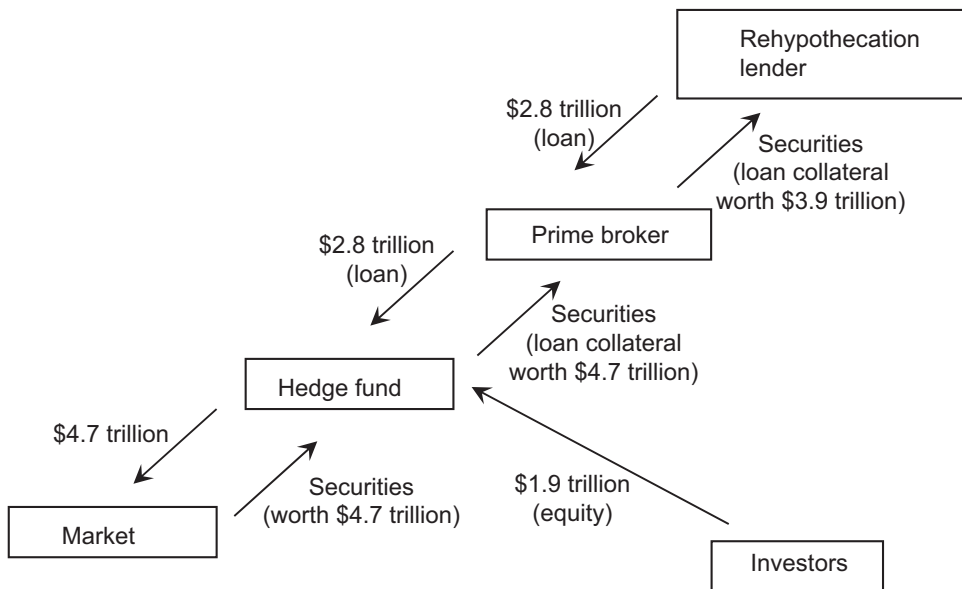 Rehypothecation
lender
$2.8 trillion
(loan)
Securities
(loan collateral
worth $3.9 trillion)
Prime broker
$2.8 trillion
(loan)
Securities
(loan collateral
worth $4.7 trillion)
Hedge fund
$4.7 trillion
Securities
(worth $4.7 trillion)
$1.9 trillion
(equity)
Market
Investors